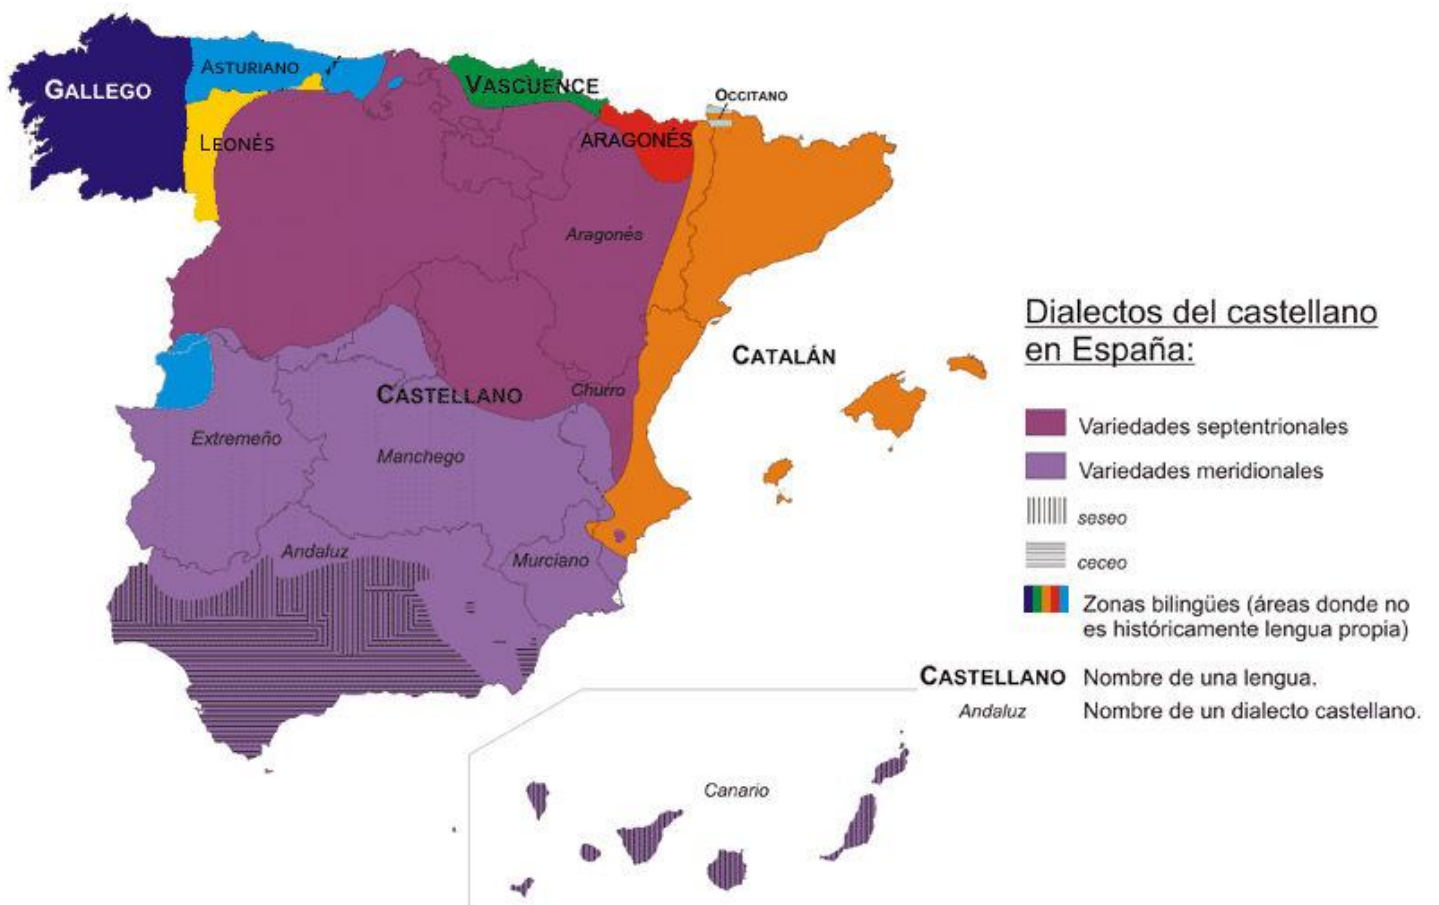 GALLEGO
ASTURIANO
LEONÉS
VASCUENCE
ARAGONÉS
OCCITANO
Aragonés
CATALÁN
Churro
CASTELLANO
Extremeño
Manchego
Andaluz
Murciano
Canario
Dialectos del castellano
en España:
Variedades septentrionales
Variedades meridionales
seseo
ceceo
Zonas bilingües (áreas donde no
es históricamente lengua propia)
CASTELLANO Nombre de una lengua.
Andaluz Nombre de un dialecto castellano.